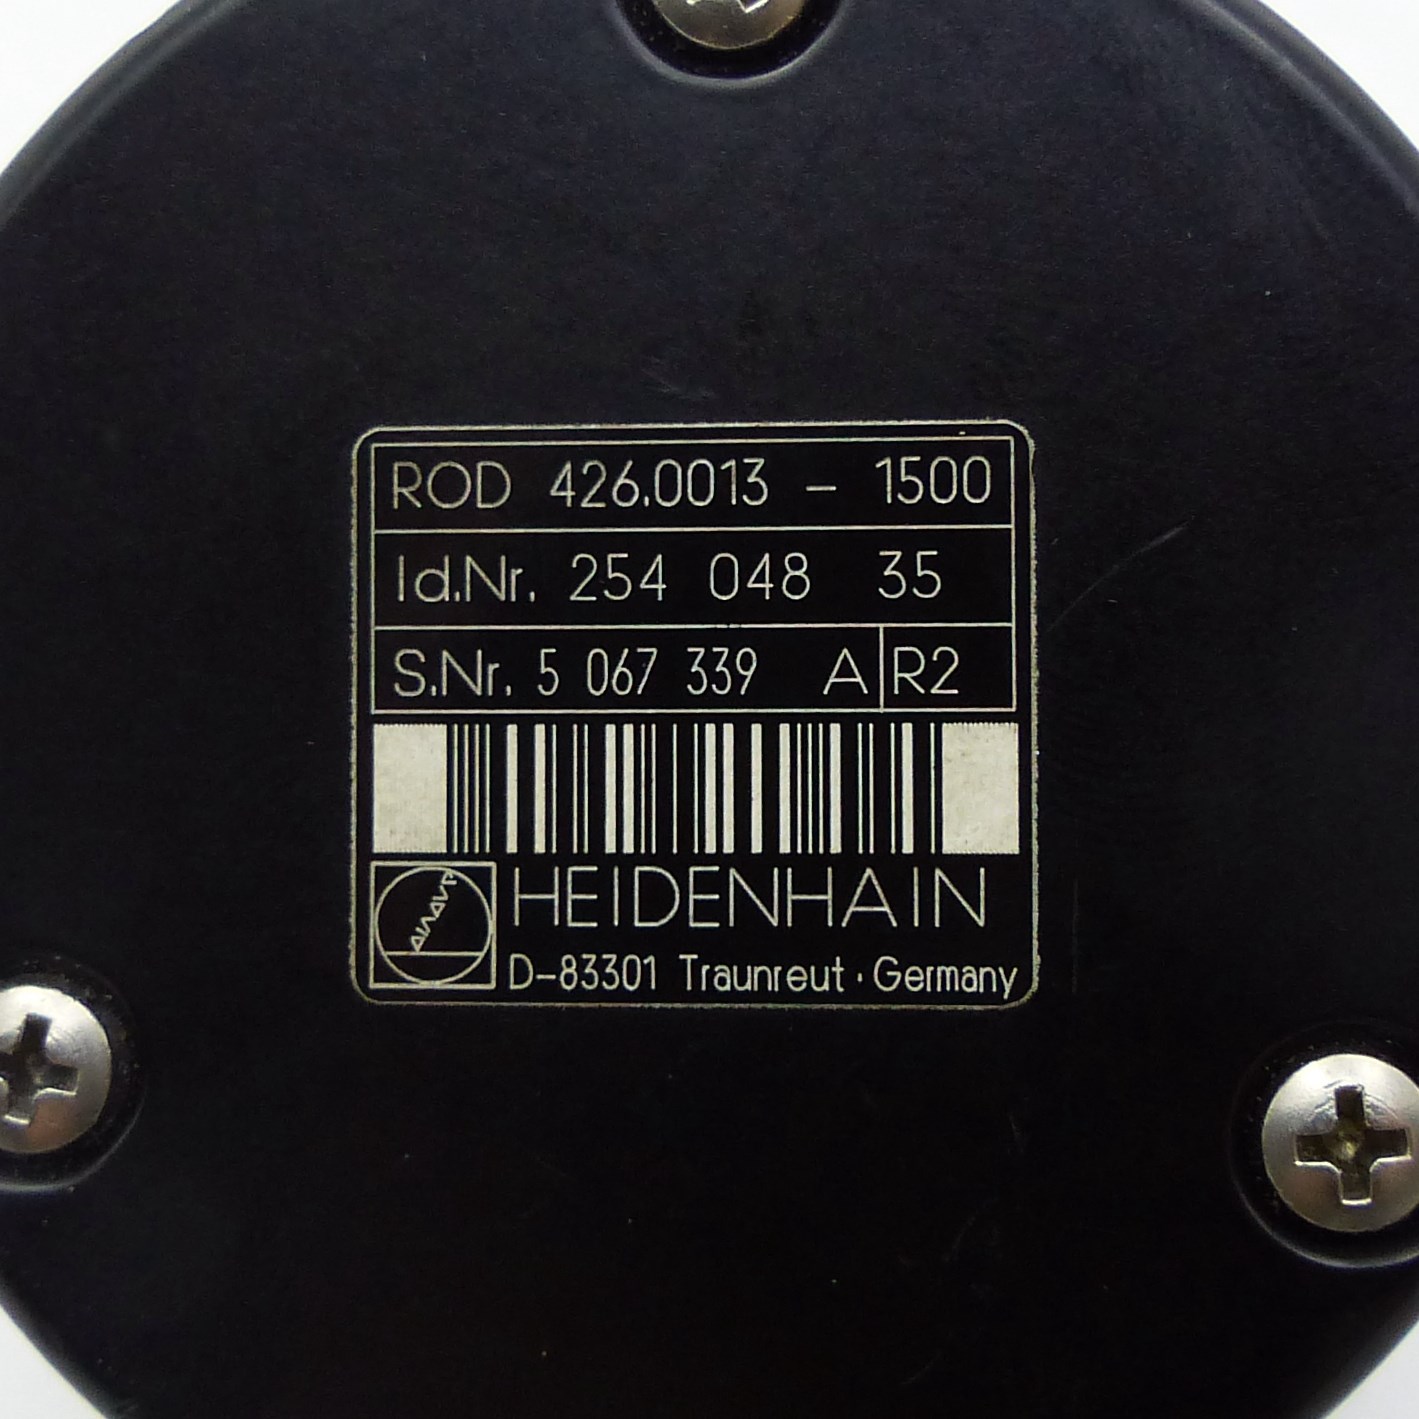 ROD 426.0013 - 1500
Id.Nr. 254 048 35
S.Nr. 5 067 339 A R2
HEIDENHAIN
D-83301 Traunreut · Germany